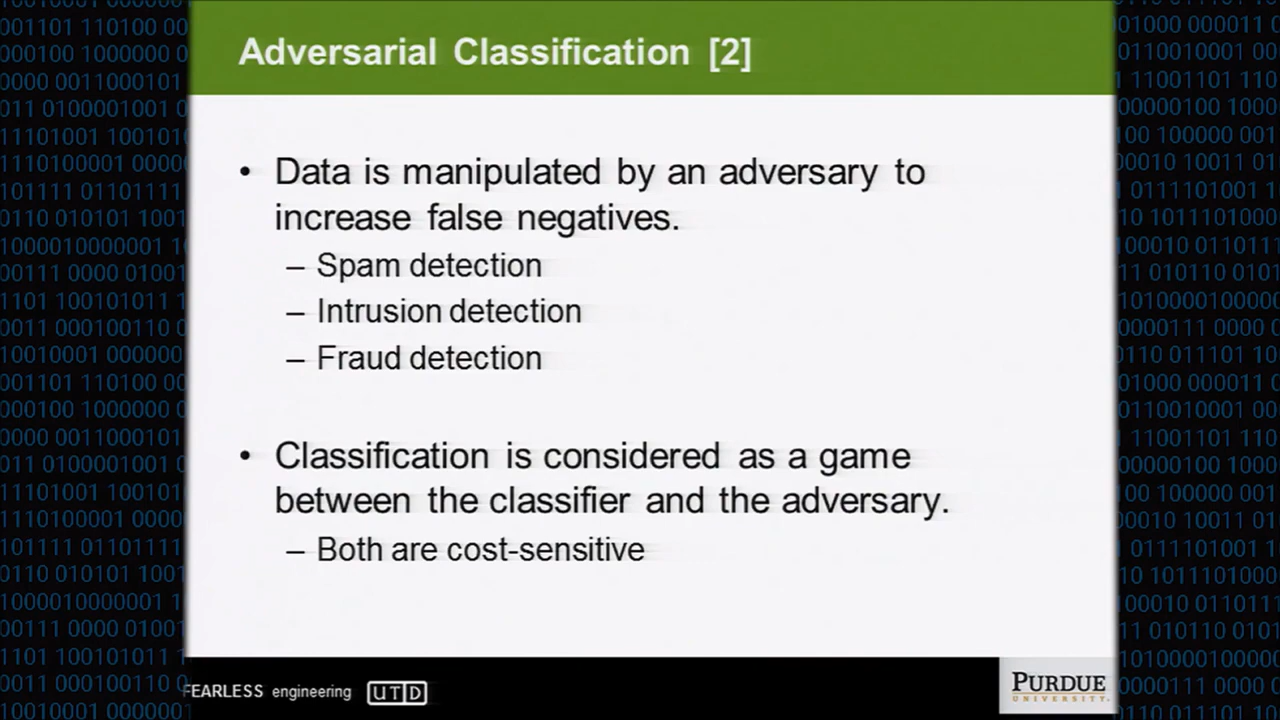 Adversarial Classification [2]
• Data is manipulated by an adversary to
increase false negatives.
– Spam detection
– Intrusion detection
– Fraud detection
• Classification is considered as a game
between the classifier and the adversary.
– Both are cost-sensitive
FEARLESS engineering UTD
PURDUE
UNIVERSITY